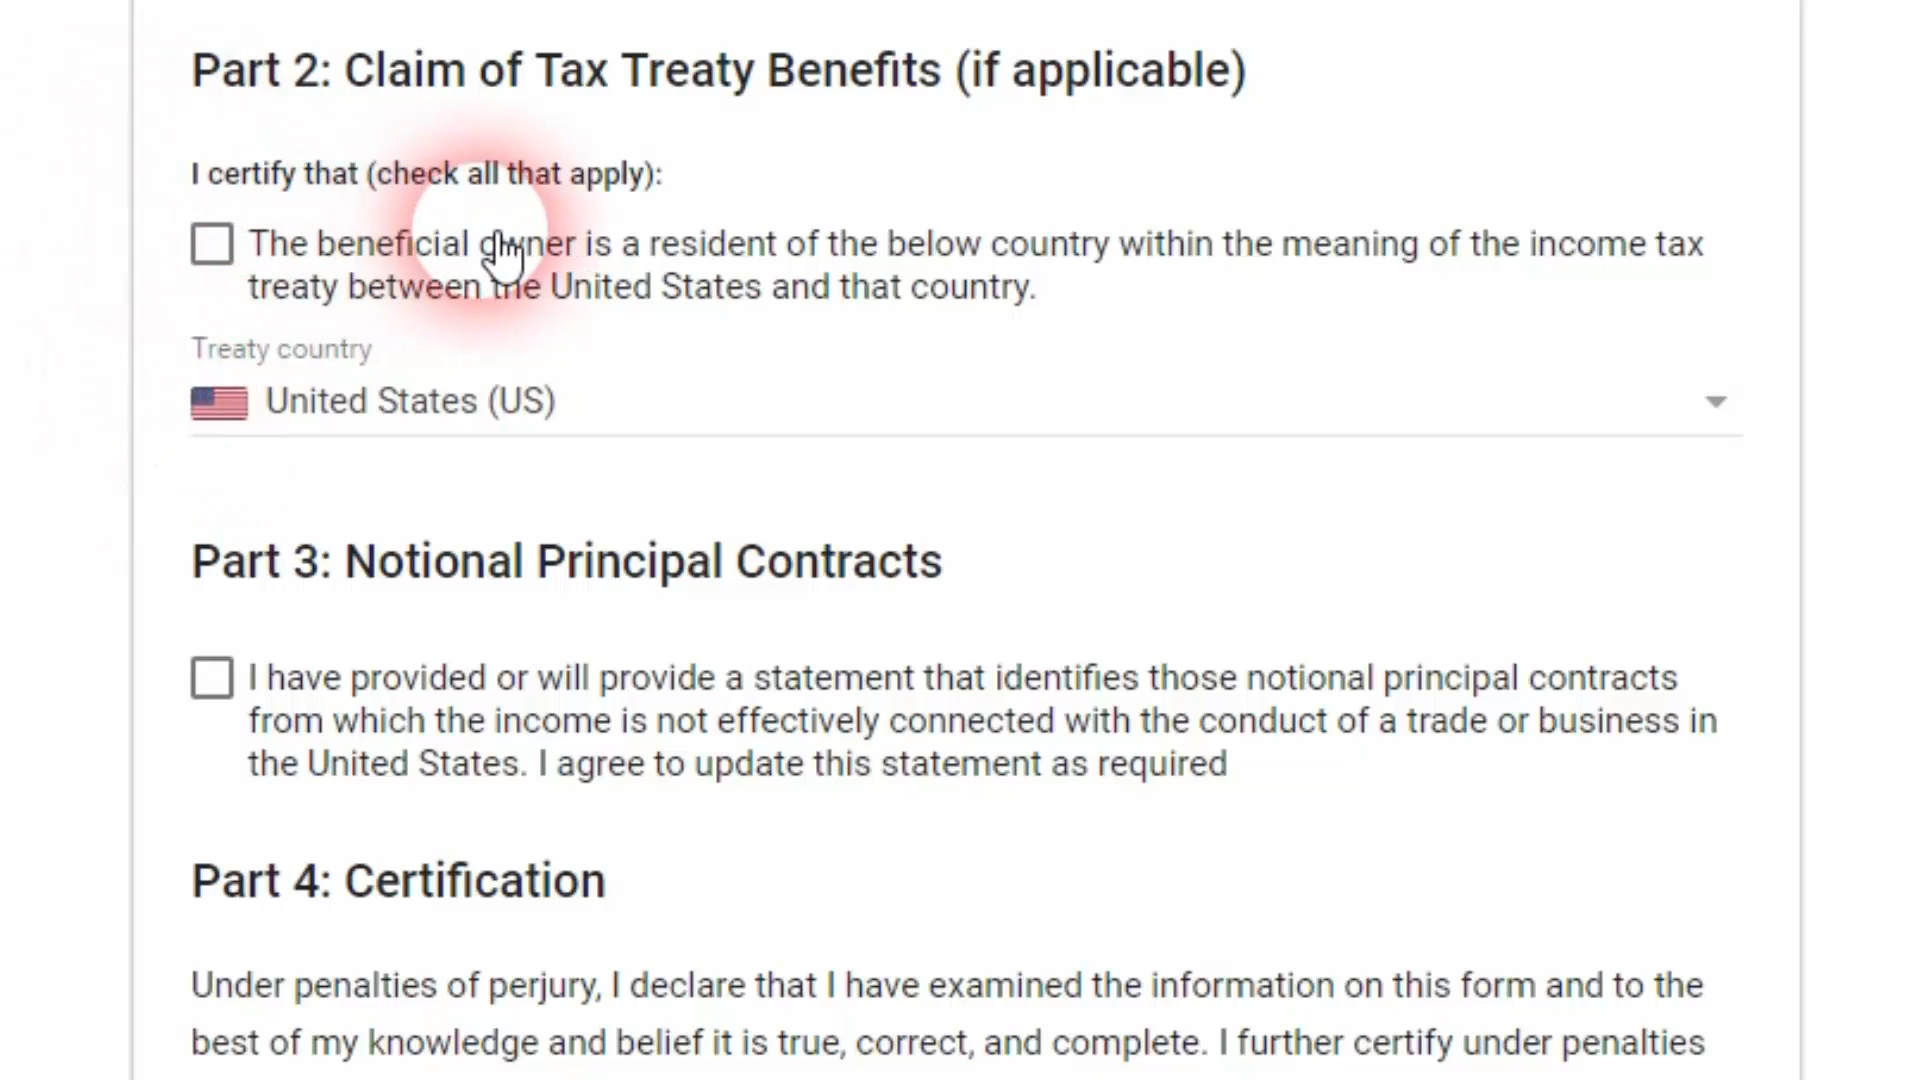 Part 2: Claim of Tax Treaty Benefits (if applicable)
I certify that (check all that apply):
The beneficial owner is a resident of the below country within the meaning of the income tax
treaty between the United States and that country.
Treaty country
United States (US)
Part 3: Notional Principal Contracts
I have provided or will provide a statement that identifies those notional principal contracts
from which the income is not effectively connected with the conduct of a trade or business in
the United States. I agree to update this statement as required
Part 4: Certification
Under penalties of perjury, I declare that I have examined the information on this form and to the
best of my knowledge and belief it is true, correct, and complete. I further certify under penalties